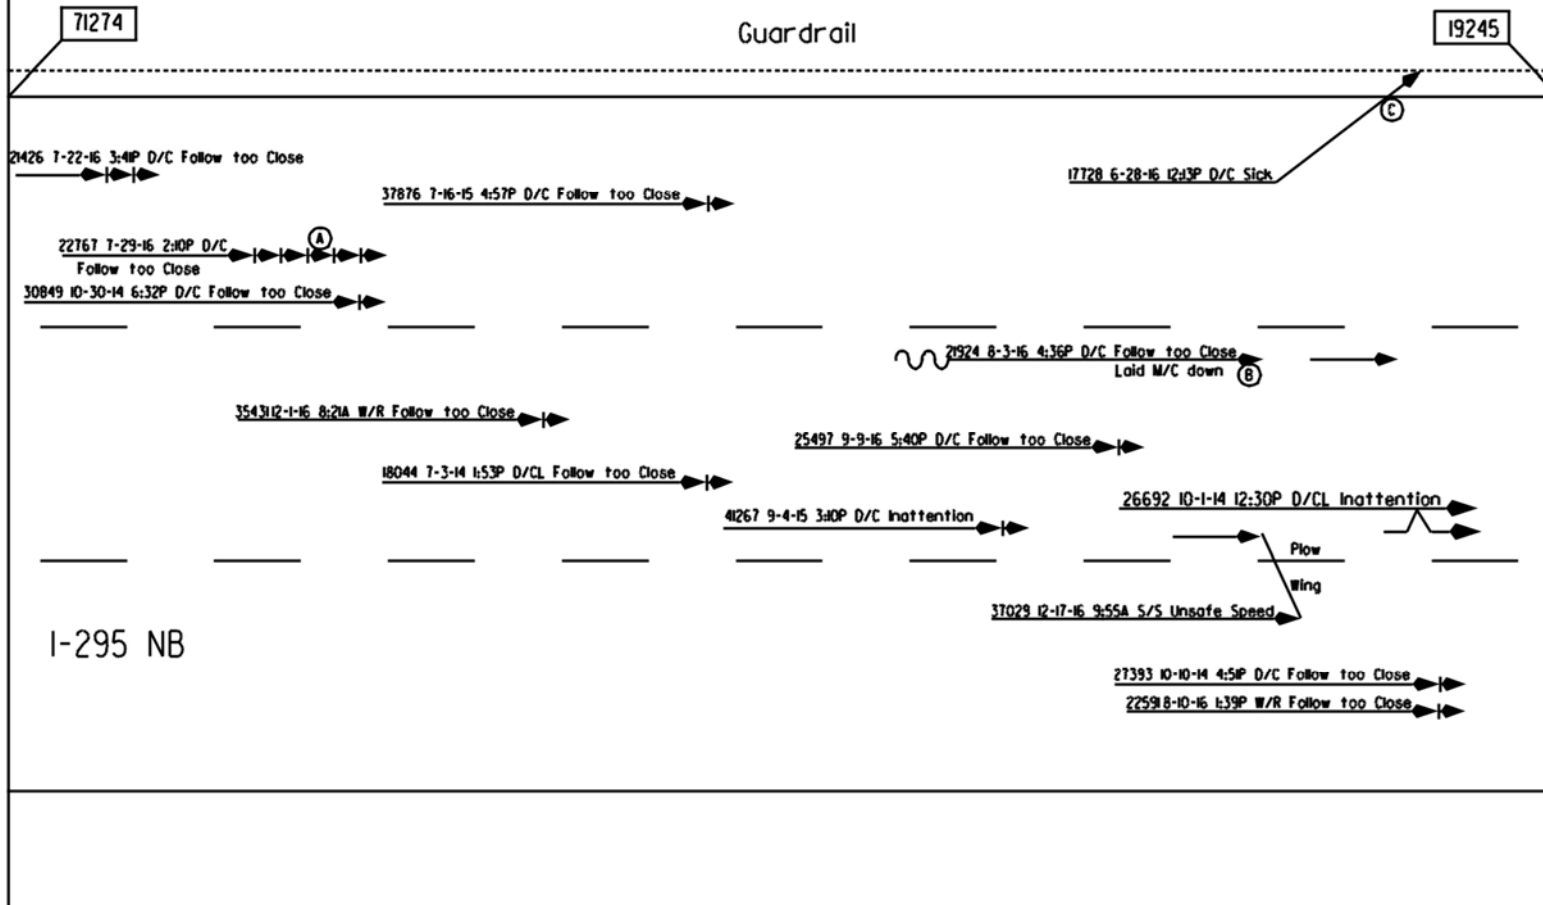 71274
Guardrail
19245
C
21426 7-22-16 3:41P D/C Follow too Close
17728 6-28-16 12:13P D/C Sick
37876 7-16-15 4:57P D/C Follow too Close
A
22767 7-29-16 2:10P D/C
Follow too Close
30849 10-30-14 6:32P D/C Follow too Close
21924 8-3-16 4:36P D/C Follow too Close
Laid M/C down
B
35431 12-1-16 8:21A W/R Follow too Close
25497 9-9-16 5:40P D/C Follow too Close
18044 7-3-14 1:53P D/CL Follow too Close
26692 10-1-14 12:30P D/CL Inattention
41267 9-4-15 3:10P D/C Inattention
Plow
Wing
37029 12-17-16 9:55A S/S Unsafe Speed
I-295 NB
27393 10-10-14 4:51P D/C Follow too Close
22591 8-10-16 1:39P W/R Follow too Close